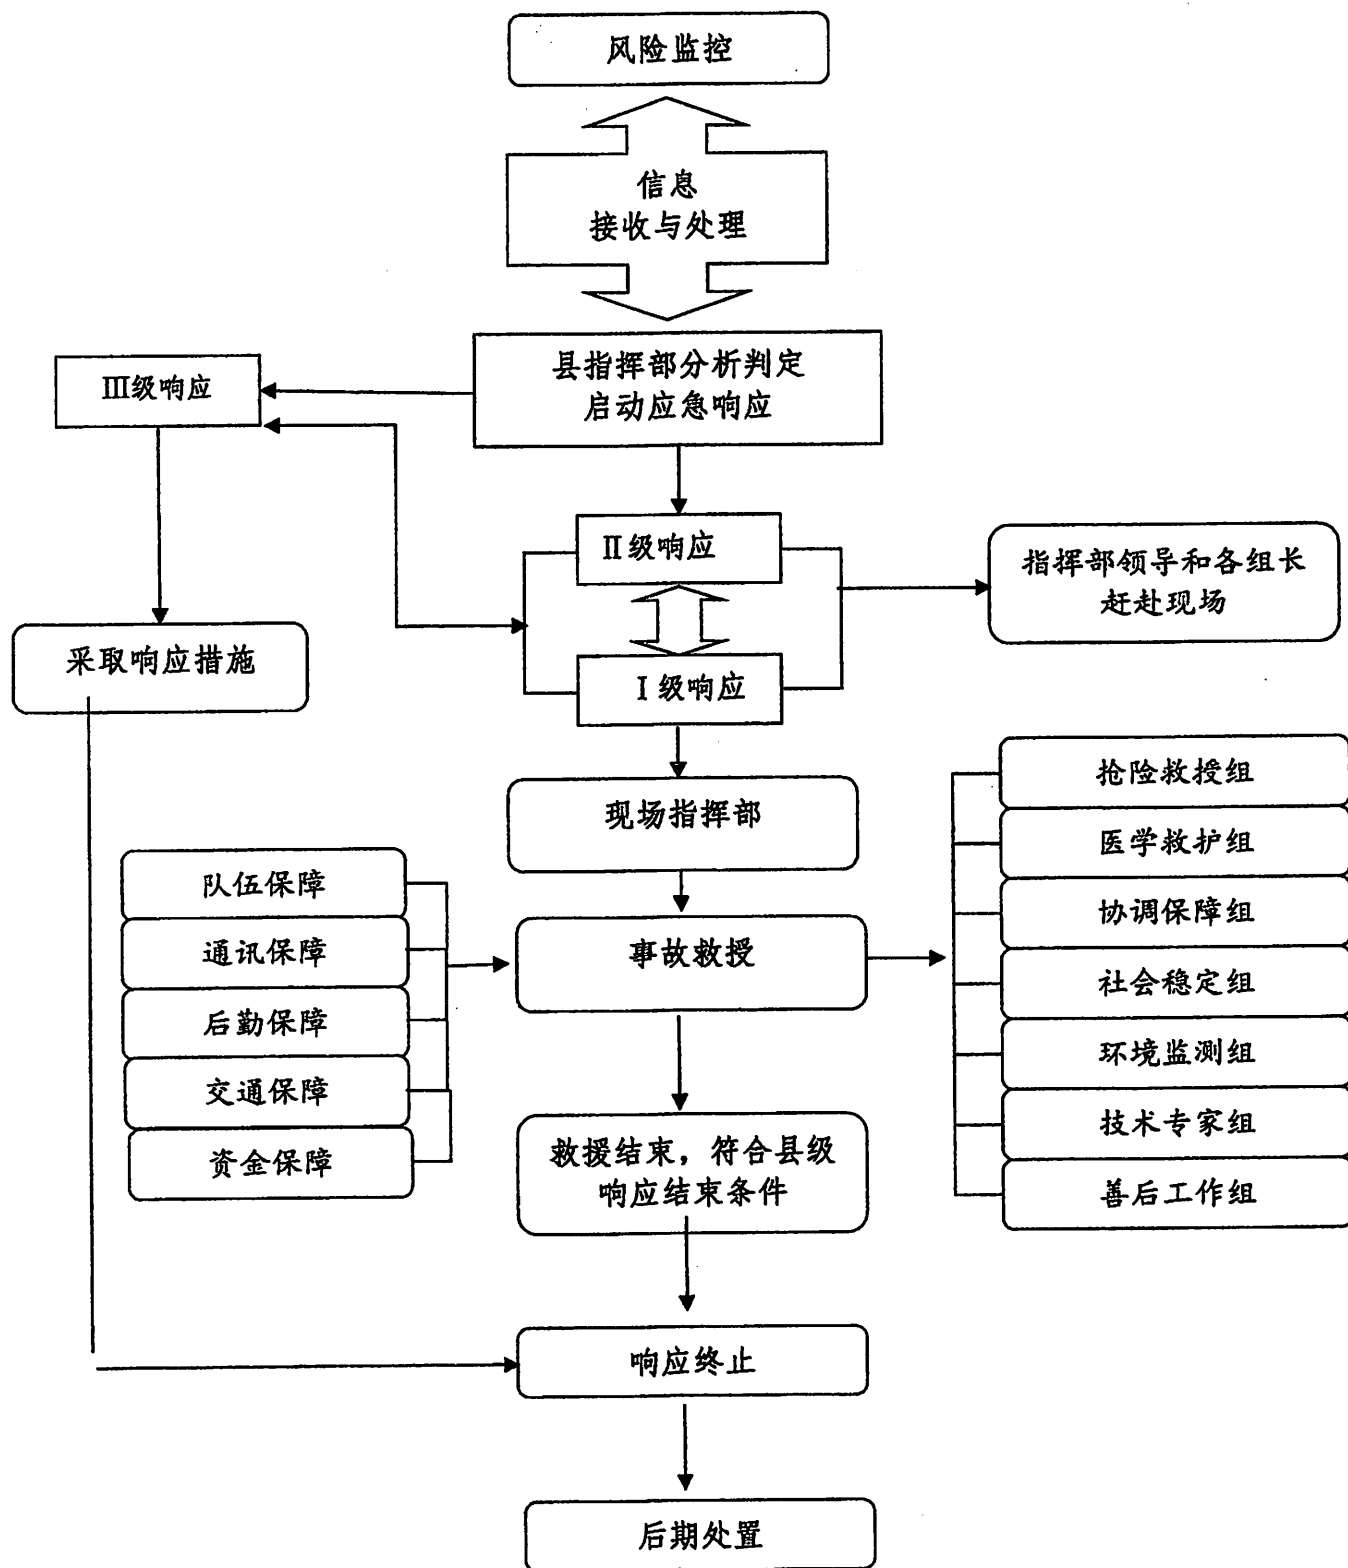 风险监控
信息
接收与处理
县指挥部分析判定
启动应急响应
Ⅲ级响应
Ⅱ级响应
指挥部领导和各组长
赶赴现场
采取响应措施
Ⅰ级响应
现场指挥部
抢险救授组
医学救护组
协调保障组
社会稳定组
环境监测组
技术专家组
善后工作组
队伍保障
通讯保障
后勤保障
交通保障
资金保障
事故救授
救援结束，符合县级
响应结束条件
响应终止
后期处置